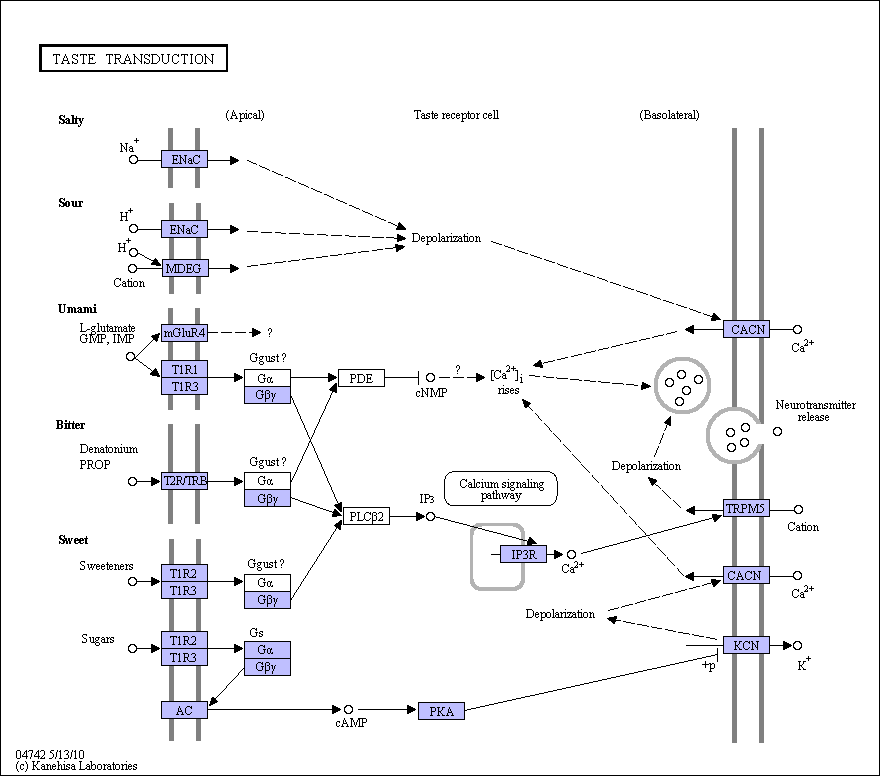 TASTE TRANSDUCTION
(Apical)
Taste receptor cell
(Basolateral)
Salty
Na+
ENaC
Sour
H+
ENaC
Depolarization
H+
MDEG
Cation
Umami
L-glutamate
GMP, IMP
mGluR4
?
CACN
Ca2+
T1R1
T1R3
Ggust ?
Gα
Gβγ
PDE
cNMP
?
[Ca2+]i
rises
Neurotransmitter
release
Bitter
Denatonium
PROP
T2R/TRB
Ggust ?
Gα
Gβγ
PLCβ2
IP3
Calcium signaling
pathway
Depolarization
TRPM5
Cation
IP3R
Ca2+
Sweet
Sweeteners
T1R2
T1R3
Ggust ?
Gα
Gβγ
CACN
Ca2+
Depolarization
Sugars
T1R2
T1R3
Gs
Gα
Gβγ
KCN
K+
+p
AC
cAMP
PKA
04742 5/13/10
(c) Kanehisa Laboratories